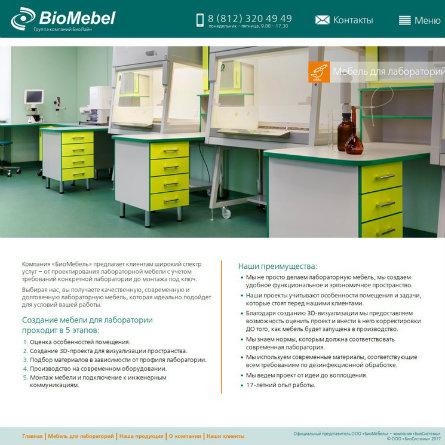 BioMebel
Группа компаний БиоЛайн
8 (812) 320 49 49
понедельник - пятница, 9.00 - 17.30
Контакты
Меню
Мебель для лабораторий
Компания «БиоМебель» предлагает клиентам широкий спектр
услуг – от проектирования лабораторной мебели с учетом
требований конкретной лаборатории до монтажа под ключ.
Выбирая нас, вы получаете качественную, современную и
долговечную лабораторную мебель, которая идеально подойдет
для условий вашей работы.
Создание мебели для лаборатории
проходит в 5 этапов:
1. Оценка особенностей помещения.
2. Создание 3D-проекта для визуализации пространства.
3. Подбор материалов в зависимости от профиля лаборатории.
4. Производство на современном оборудовании.
5. Монтаж мебели и подключение к инженерным
коммуникациям.
Наши преимущества:
• Мы не просто делаем лабораторную мебель, мы создаем
удобное функциональное и эргономичное пространство.
• Наши проекты учитывают особенности помещения и задачи,
которые стоят перед нашими клиентами.
• Благодаря созданию 3D-визуализации мы предоставляем
возможность оценить проект и внести в него корректировки
ДО того, как мебель будет запущена в производство.
• Мы знаем нормы, которым должна соответствовать
современная лаборатория.
• Мы используем современные материалы, соответствующие
всем требованиям по дезинфекционной обработке.
• Мы ведем проект от идеи до воплощения.
• 17-летний опыт работы.
Главная | Мебель для лабораторий | Наша продукция | О компании | Наши клиенты
Официальный представитель ООО «БиоМебель» – компания «БиоСистемы»
© ООО «БиоСистемы» 2017